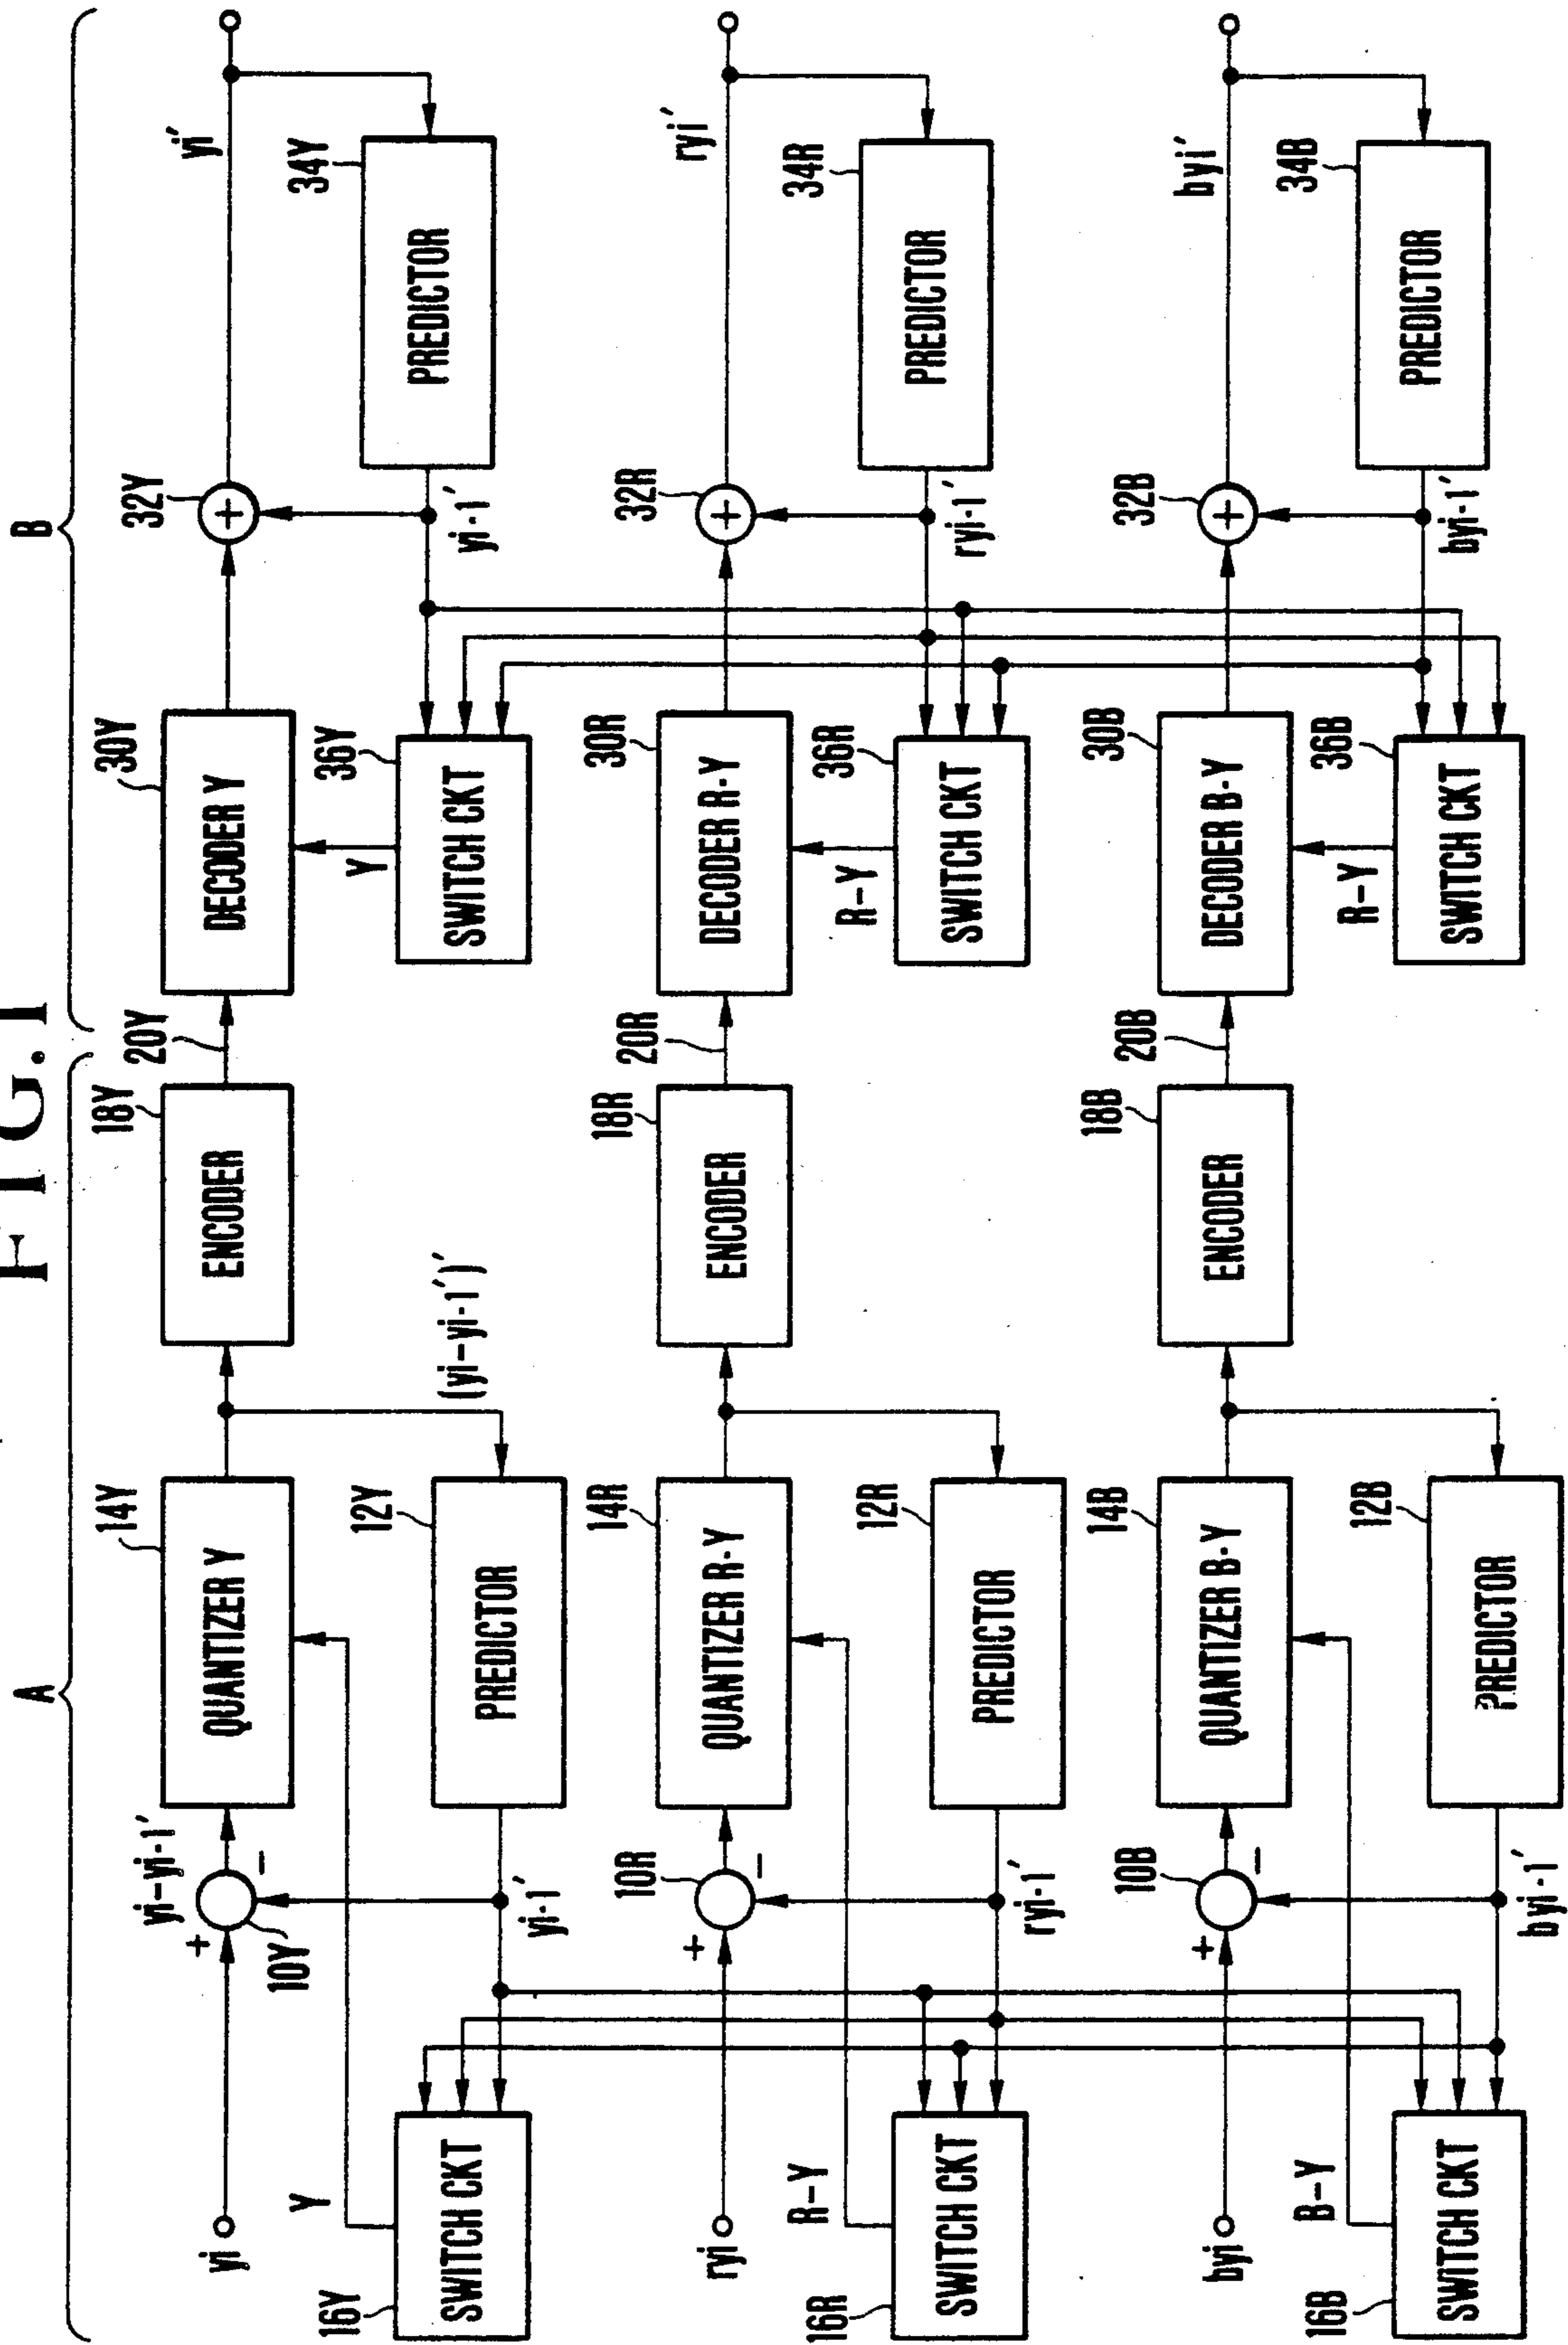 FIG. 1
A
B
yi
+
10Y
-
yi-yi-1'
14Y
QUANTIZER Y
18Y
ENCODER
20Y
30Y
DECODER Y
32Y
+
yi'
16Y
SWITCH CKT
Y
yi-1'
12Y
PREDICTOR
(yi-yi-1')'
36Y
SWITCH CKT
Y
yi-1'
34Y
PREDICTOR
ryi
+
10R
-
14R
QUANTIZER R-Y
18R
ENCODER
20R
30R
DECODER R-Y
32R
+
ryi'
16R
SWITCH CKT
R-Y
ryi-1'
12R
PREDICTOR
36R
SWITCH CKT
R-Y
ryi-1'
34R
PREDICTOR
byi
+
10B
-
14B
QUANTIZER B-Y
18B
ENCODER
20B
30B
DECODER B-Y
32B
+
byi'
16B
SWITCH CKT
B-Y
byi-1'
12B
PREDICTOR
36B
SWITCH CKT
R-Y
byi-1'
34B
PREDICTOR